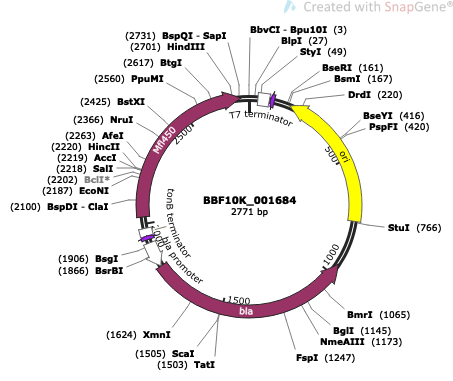 Created with SnapGene®
(2731) BspQI - SapI
(2701) HindIII
(2617) BtgI
(2560) PpuMI
(2425) BstXI
(2366) NruI
(2263) AfeI
(2220) HincII
(2219) AccI
(2218) SalI
(2202) BclI*
(2187) EcoNI
(2100) BspDI - ClaI
(1906) BsgI
(1866) BsrBI
(1624) XmnI
(1505) ScaI
(1503) TatI
BbvCI - Bpu10I (3)
BlpI (27)
StyI (49)
BseRI (161)
BsmI (167)
DrdI (220)
BseYI (416)
PspFI (420)
StuI (766)
BmrI (1065)
BglI (1145)
NmeAIII (1173)
FspI (1247)
T7 terminator
ori
500
1000
1500
2500
Mfl450
tonB terminator
bla promoter
bla
BBF10K_001684
2771 bp